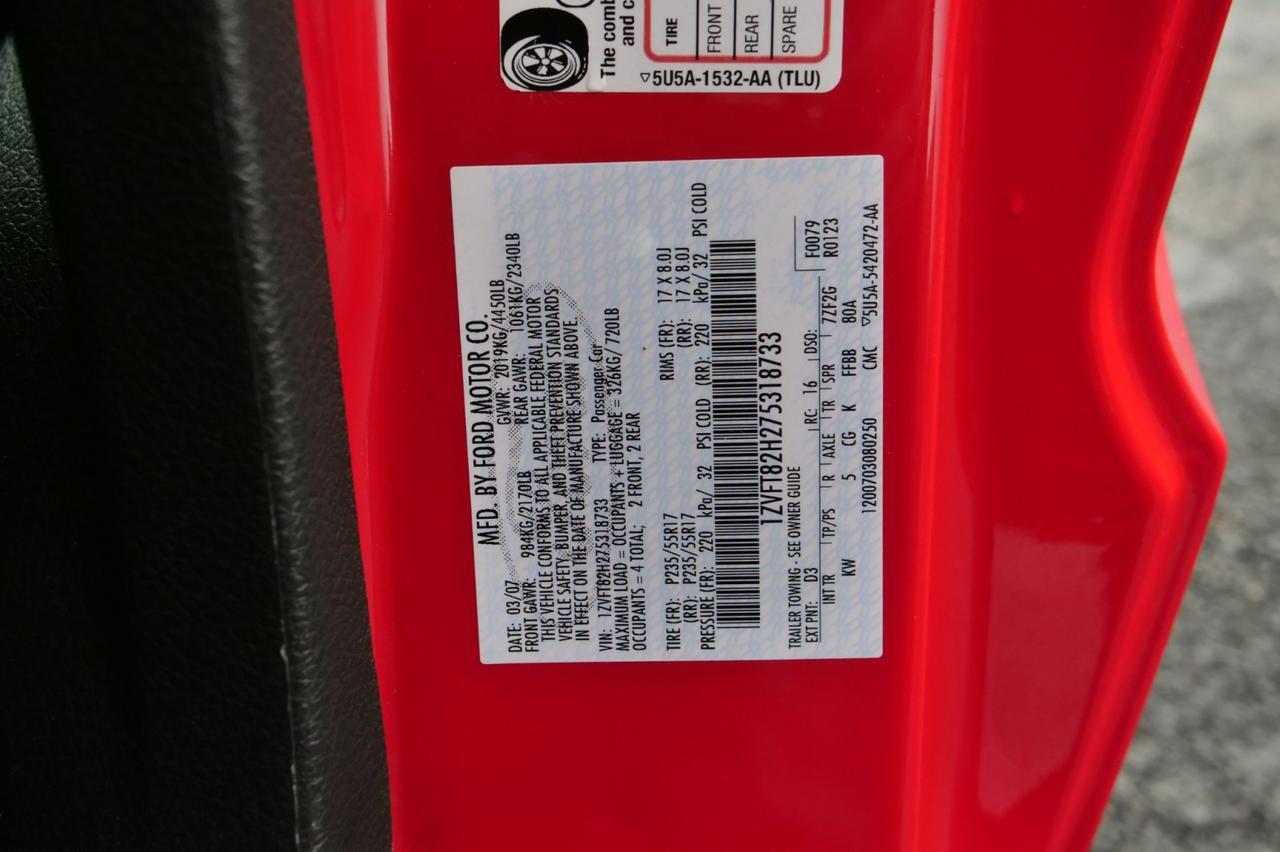 The comb
and c
TIRE
FRONT
REAR
SPARE
▽5U5A-1532-AA (TLU)
MFD. BY FORD MOTOR CO.
DATE: 03/07 GVWR: 2019KG/4450LB
FRONT GAWR: 984KG/2170LB REAR GAWR: 1061KG/2340LB
THIS VEHICLE CONFORMS TO ALL APPLICABLE FEDERAL MOTOR
VEHICLE SAFETY, BUMPER, AND THEFT PREVENTION STANDARDS
IN EFFECT ON THE DATE OF MANUFACTURE SHOWN ABOVE.
VIN: 1ZVFT82H275318733 TYPE: Passenger Car
MAXIMUM LOAD = OCCUPANTS + LUGGAGE = 326KG/720LB
OCCUPANTS = 4 TOTAL; 2 FRONT, 2 REAR
TIRE (FR): P235/55R17 RIMS (FR): 17 X 8.0J
(RR): P235/55R17 (RR): 17 X 8.0J
PRESSURE (FR): 220 kPa/ 32 PSI COLD (RR): 220 kPa/ 32 PSI COLD
1ZVFT82H275318733
TRAILER TOWING - SEE OWNER GUIDE F0079
EXT PNT: D3 RC: 16 DSO: R0123
INT TR TP/PS R AXLE TR SPR 7ZF2G
KW 5 CG K FFBB 80A
1200703080250 CMC ▽5U5A-5420472-AA